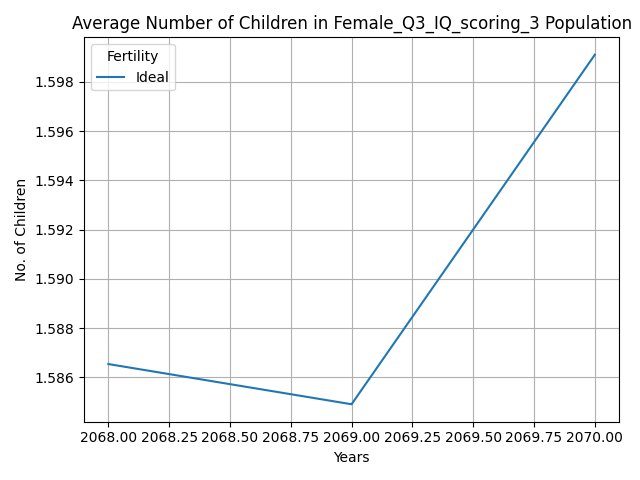 Average Number of Children in Female_Q3_IQ_scoring_3 Population
Fertility
Ideal
1.598
1.596
1.594
1.592
1.590
1.588
1.586
No. of Children
2068.00 2068.25 2068.50 2068.75 2069.00 2069.25 2069.50 2069.75 2070.00
Years